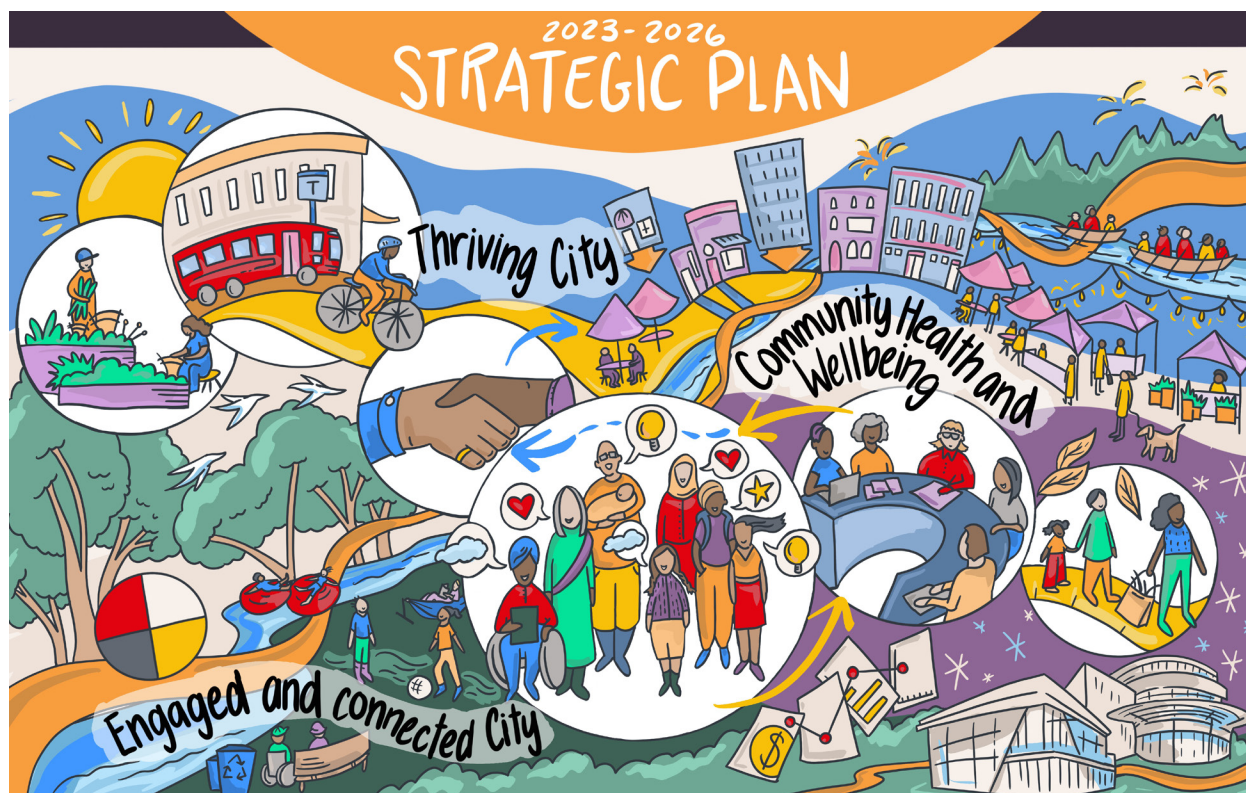 2023-2026
STRATEGIC PLAN
T
Thriving City
Community Health and
Wellbeing
#
Engaged and connected City
$